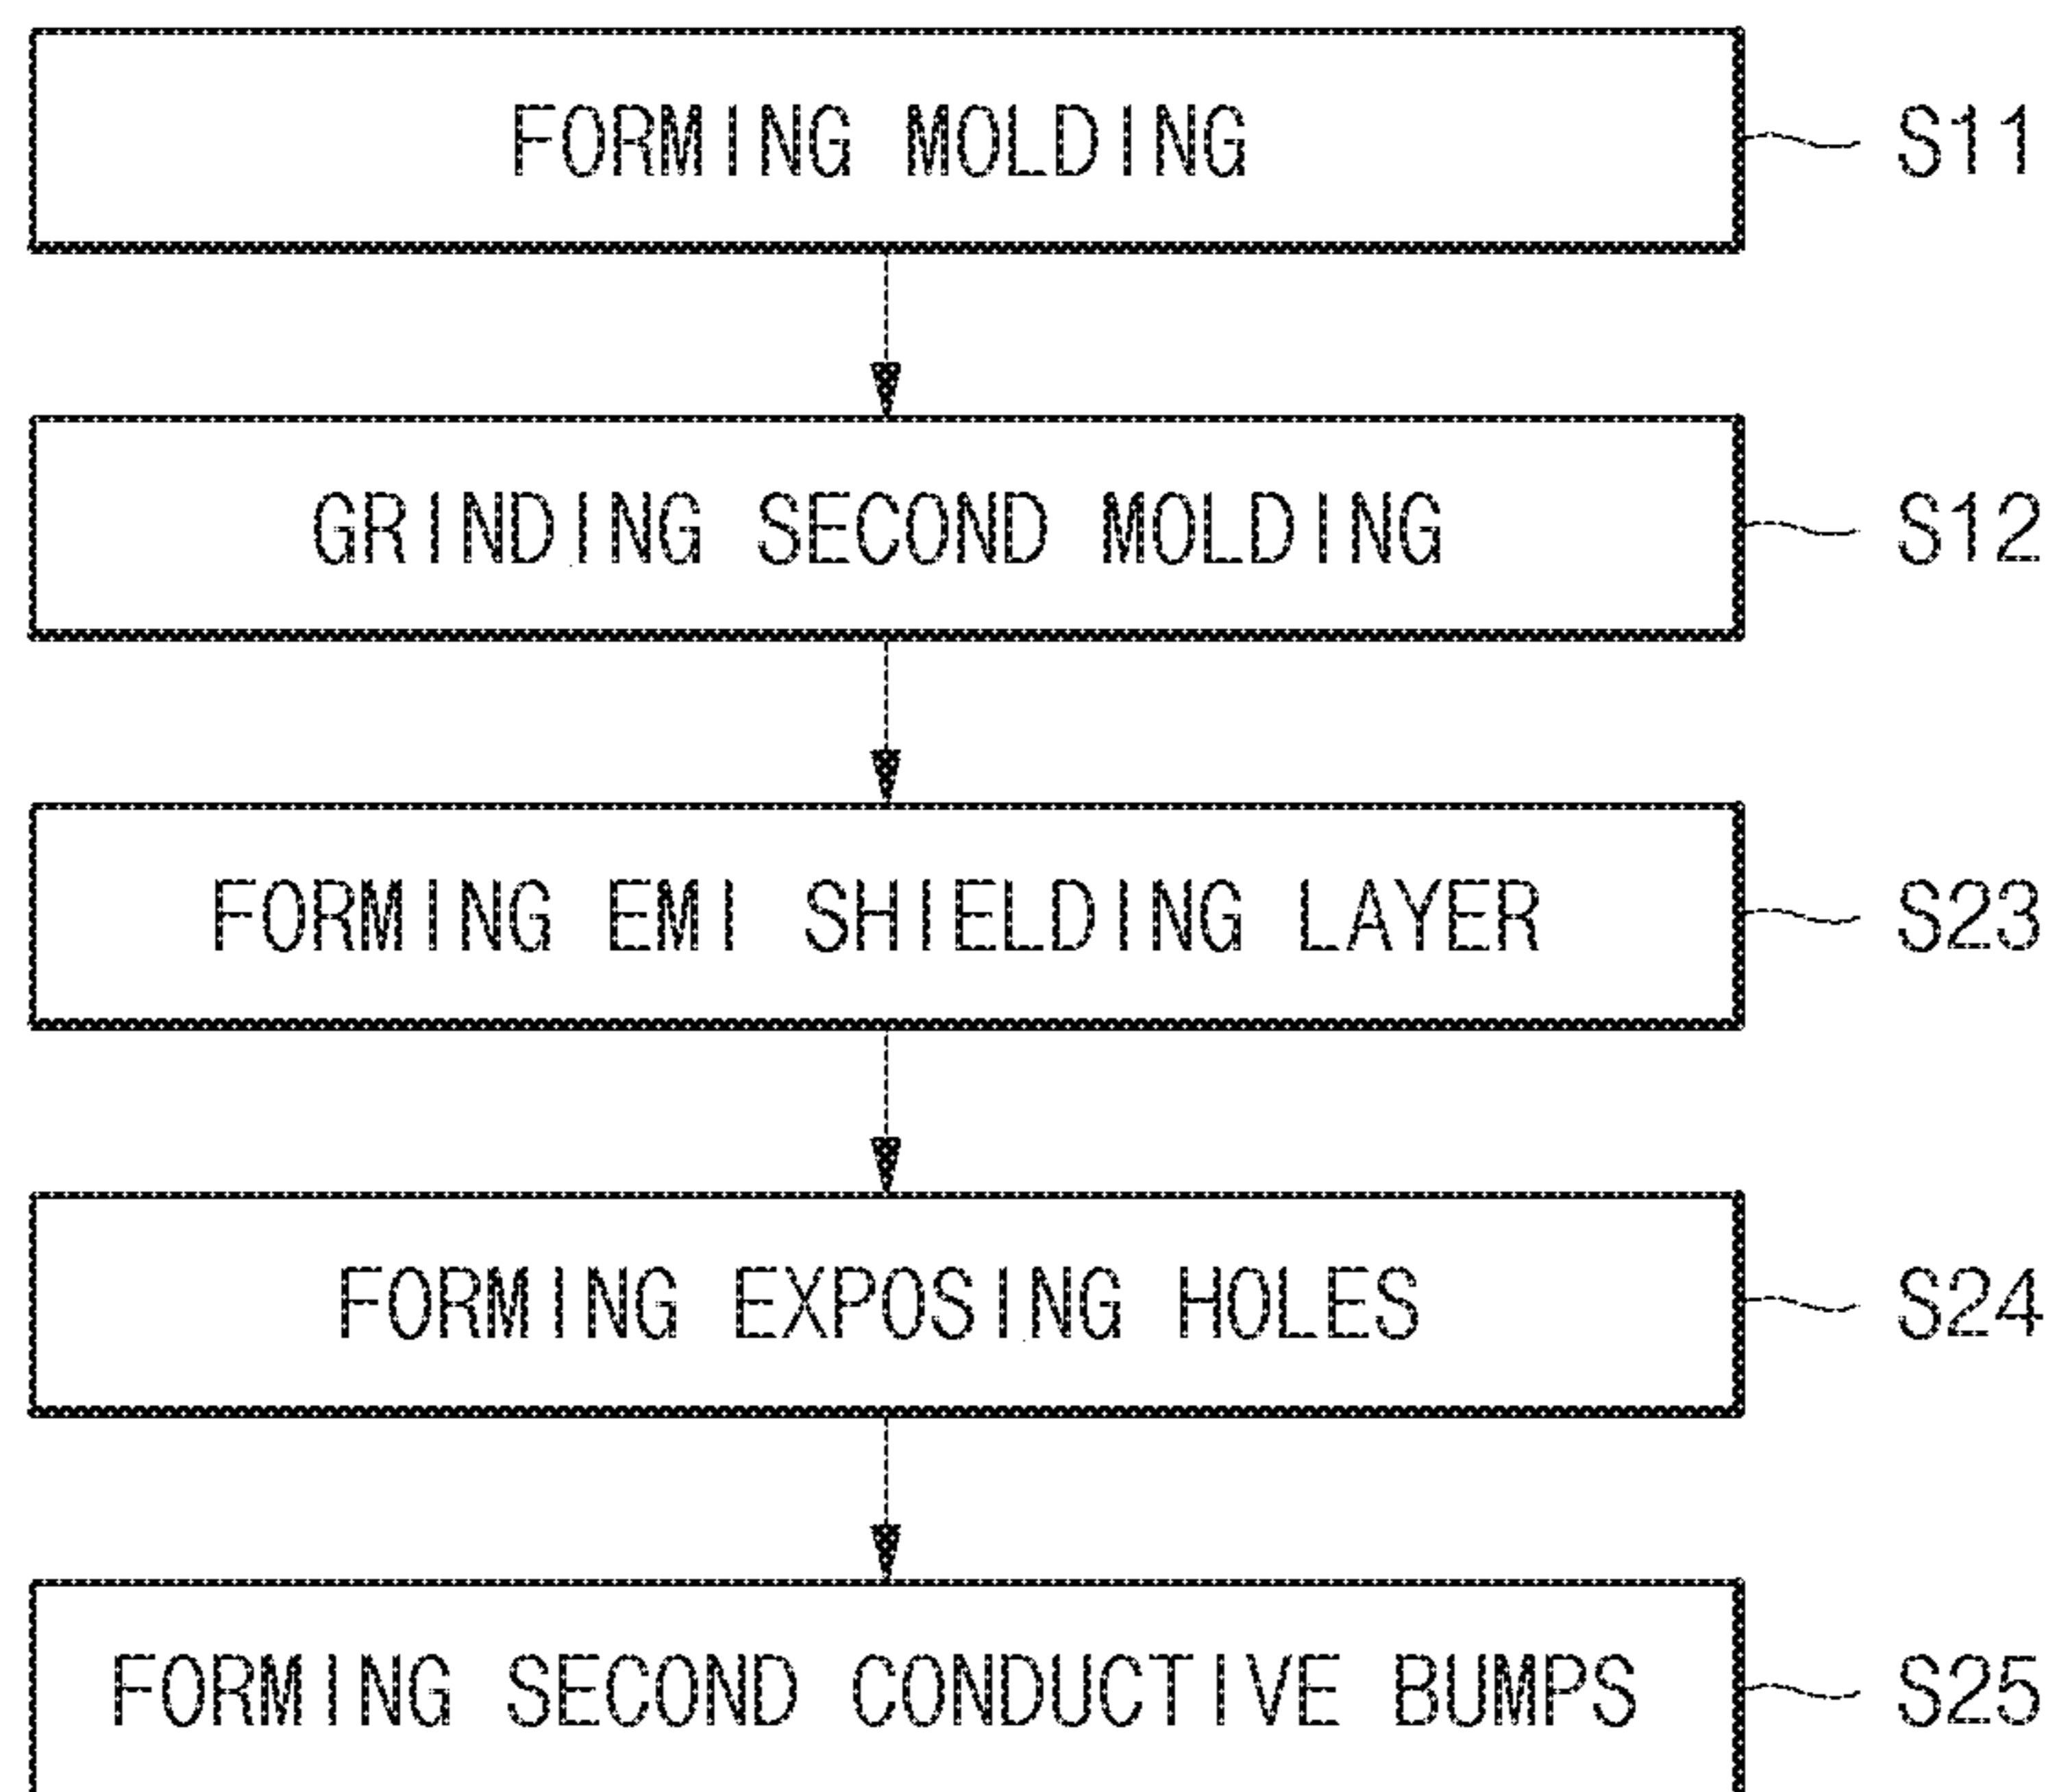 FORMING MOLDING S11
GRINDING SECOND MOLDING S12
FORMING EMI SHIELDING LAYER S23
FORMING EXPOSING HOLES S24
FORMING SECOND CONDUCTIVE BUMPS S25